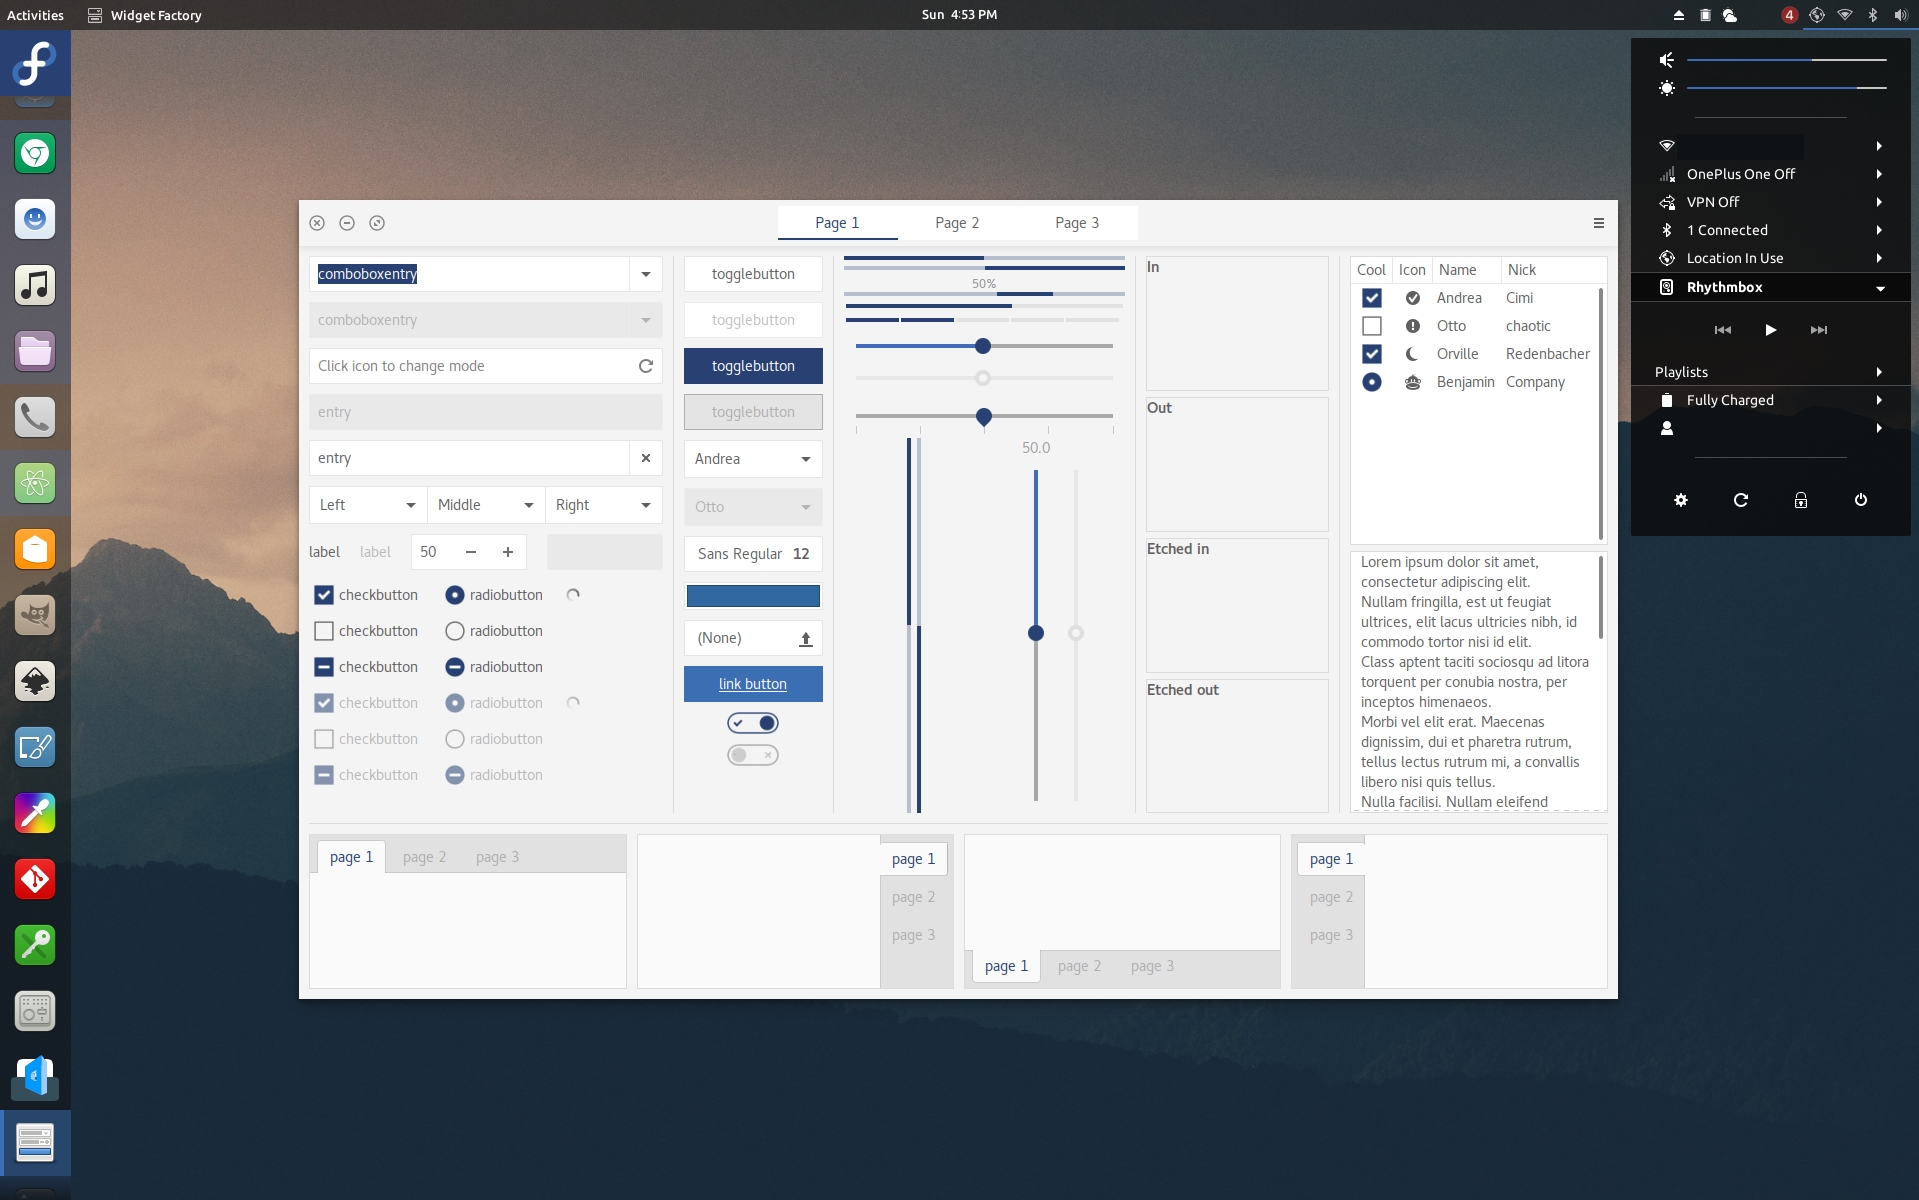 Activities
Widget Factory
Sun 4:53 PM
4
Page 1
Page 2
Page 3
comboboxentry
comboboxentry
Click icon to change mode
entry
entry
Left
Middle
Right
label
label
50
checkbutton
radiobutton
checkbutton
radiobutton
checkbutton
radiobutton
checkbutton
radiobutton
checkbutton
radiobutton
checkbutton
radiobutton
togglebutton
togglebutton
togglebutton
togglebutton
Andrea
Otto
Sans Regular 12
(None)
link button
50%
50.0
In
Out
Etched in
Etched out
Cool Icon Name Nick
Andrea Cimi
Otto chaotic
Orville Redenbacher
Benjamin Company
Lorem ipsum dolor sit amet,
consectetur adipiscing elit.
Nullam fringilla, est ut feugiat
ultrices, elit lacus ultricies nibh, id
commodo tortor nisi id elit.
Class aptent taciti sociosqu ad litora
torquent per conubia nostra, per
inceptos himenaeos.
Morbi vel elit erat. Maecenas
dignissim, dui et pharetra rutrum,
tellus lectus rutrum mi, a convallis
libero nisi quis tellus.
Nulla facilisi. Nullam eleifend
page 1
page 2
page 3
page 1
page 2
page 3
page 1
page 2
page 3
page 1
page 2
page 3
OnePlus One Off
VPN Off
1 Connected
Location In Use
Rhythmbox
Playlists
Fully Charged